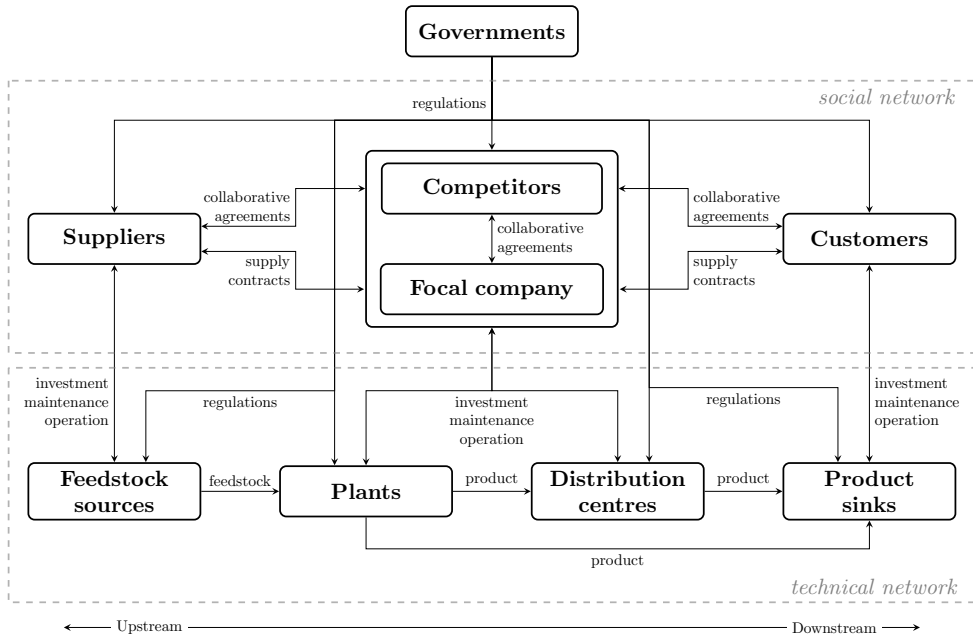 Governments
regulations
social network
Competitors
collaborative
agreements
collaborative
agreements
Suppliers
collaborative
agreements
Customers
supply
contracts
Focal company
supply
contracts
investment
maintenance
operation
regulations
investment
maintenance
operation
regulations
investment
maintenance
operation
Feedstock
sources
feedstock
Plants
product
Distribution
centres
product
Product
sinks
product
technical network
Upstream
Downstream